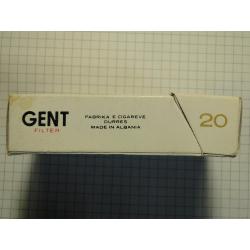 GENT
FILTER
FABRIKA E CIGAREVE
DURRES
MADE IN ALBANIA
20